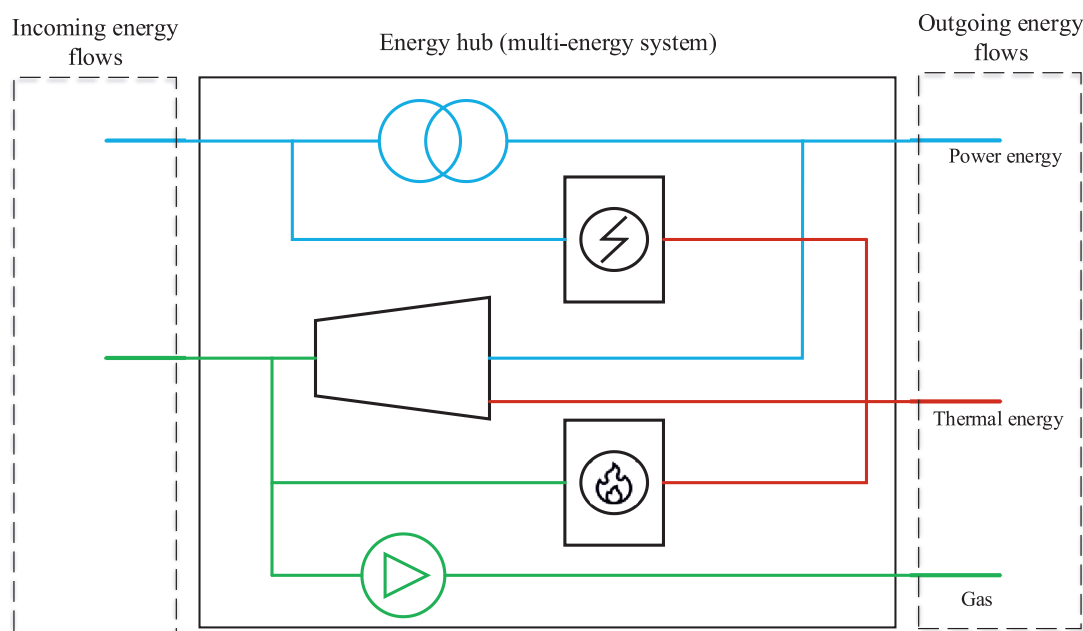 Incoming energy
flows
Energy hub (multi-energy system)
Outgoing energy
flows
Power energy
Thermal energy
Gas